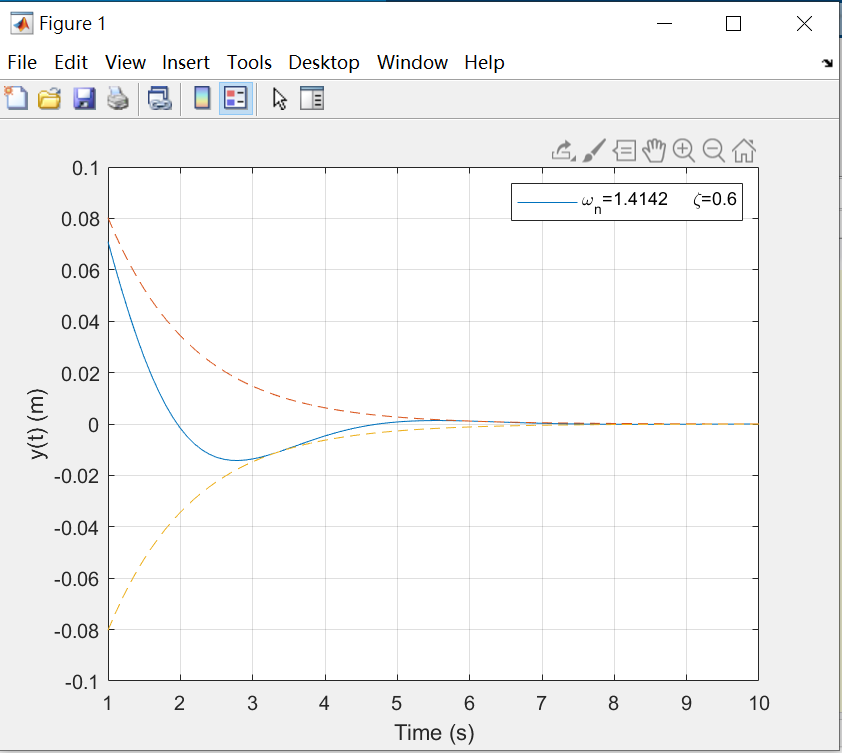 Figure 1
File Edit View Insert Tools Desktop Window Help
0.1
0.08
0.06
0.04
0.02
0
-0.02
-0.04
-0.06
-0.08
-0.1
y(t) (m)
ωn=1.4142 ζ=0.6
1 2 3 4 5 6 7 8 9 10
Time (s)